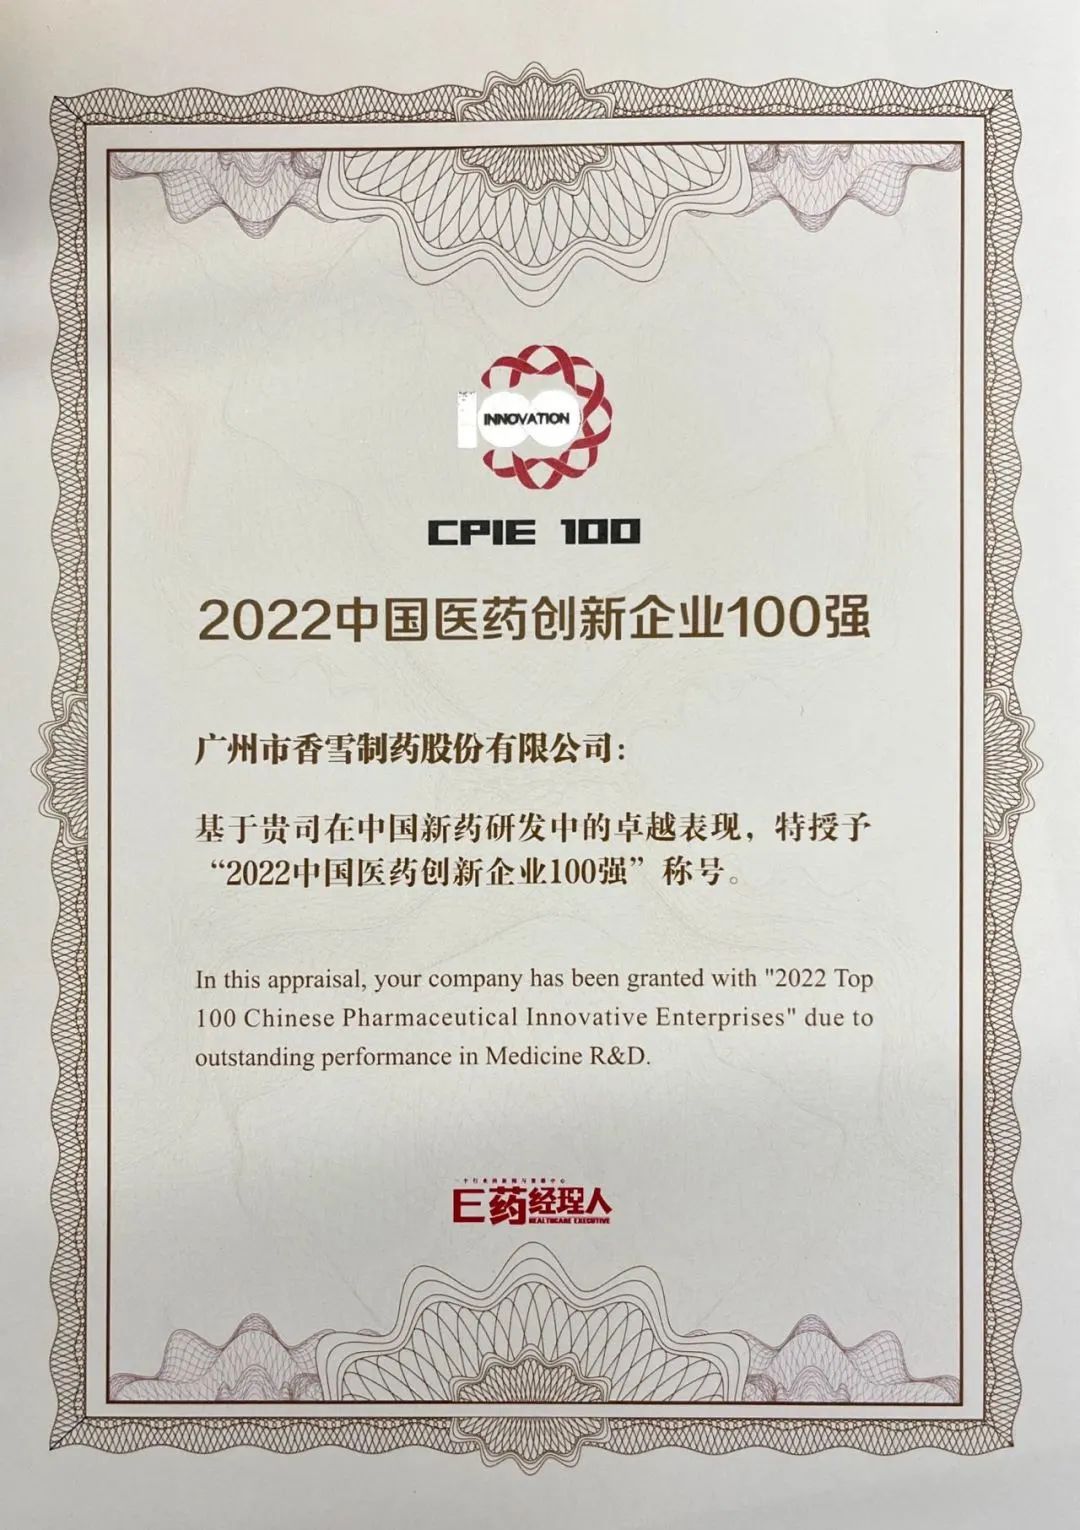 100
INNOVATION
CPIE 100
2022中国医药创新企业100强
广州市香雪制药股份有限公司：
基于贵司在中国新药研发中的卓越表现，特授予
“2022中国医药创新企业100强”称号。
In this appraisal, your company has been granted with "2022 Top
100 Chinese Pharmaceutical Innovative Enterprises" due to
outstanding performance in Medicine R&D.
E药经理人
HEALTHCARE EXECUTIVE